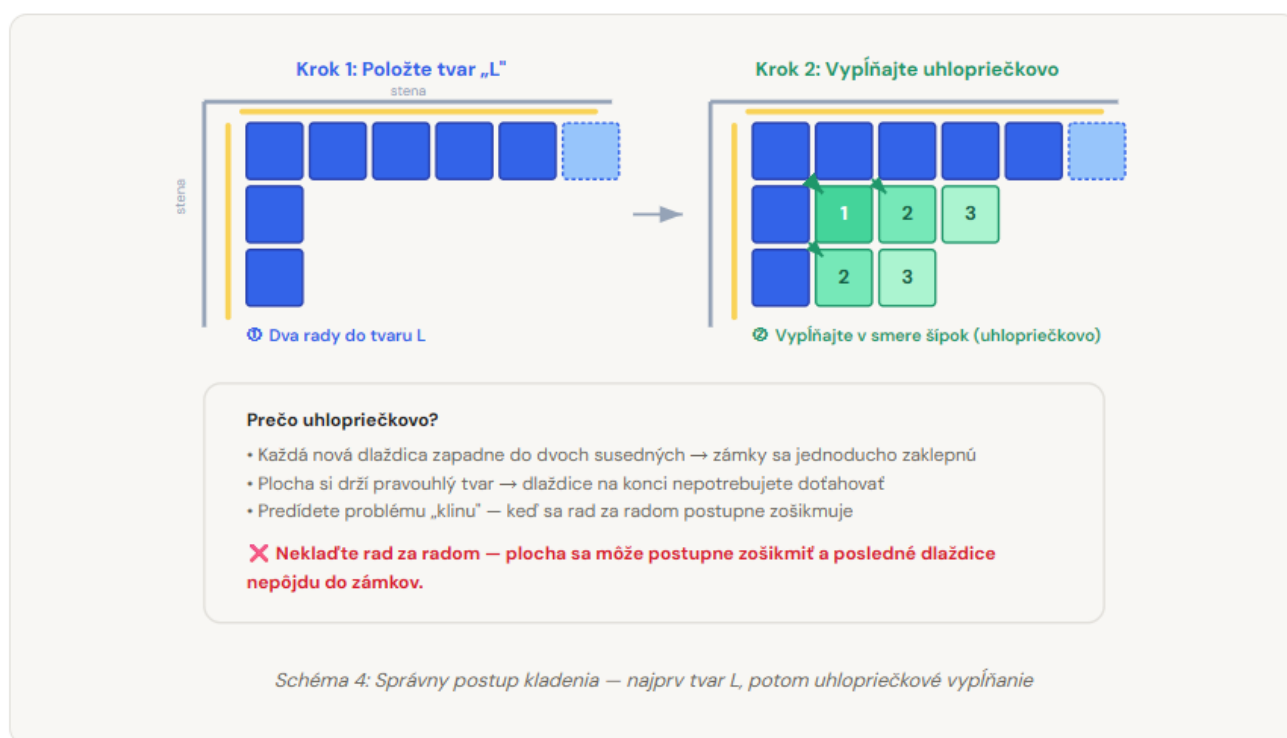 Krok 1: Položte tvar „L"
stena
stena
① Dva rady do tvaru L
Krok 2: Vypĺňajte uhlopriečkovo
1 2 3
2 3
② Vypĺňajte v smere šípok (uhlopriečkovo)
Prečo uhlopriečkovo?
• Každá nová dlaždica zapadne do dvoch susedných → zámky sa jednoducho zaklepnú
• Plocha si drží pravouhlý tvar → dlaždice na konci nepotrebujete doťahovať
• Predídete problému „klinu" — keď sa rad za radom postupne zošikmuje
❌ Neklaďte rad za radom — plocha sa môže postupne zošikmiť a posledné dlaždice
nepôjdu do zámkov.
Schéma 4: Správny postup kladenia — najprv tvar L, potom uhlopriečkové vypĺňanie